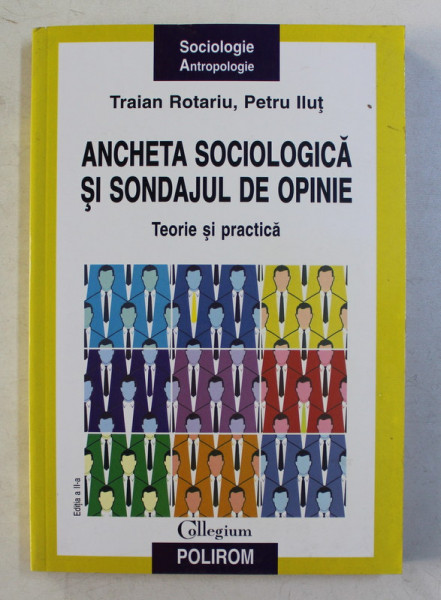 Sociologie
Antropologie
Traian Rotariu, Petru Iluţ
ANCHETA SOCIOLOGICĂ
ŞI SONDAJUL DE OPINIE
Teorie şi practică
Ediţia a II-a
Collegium
POLIROM